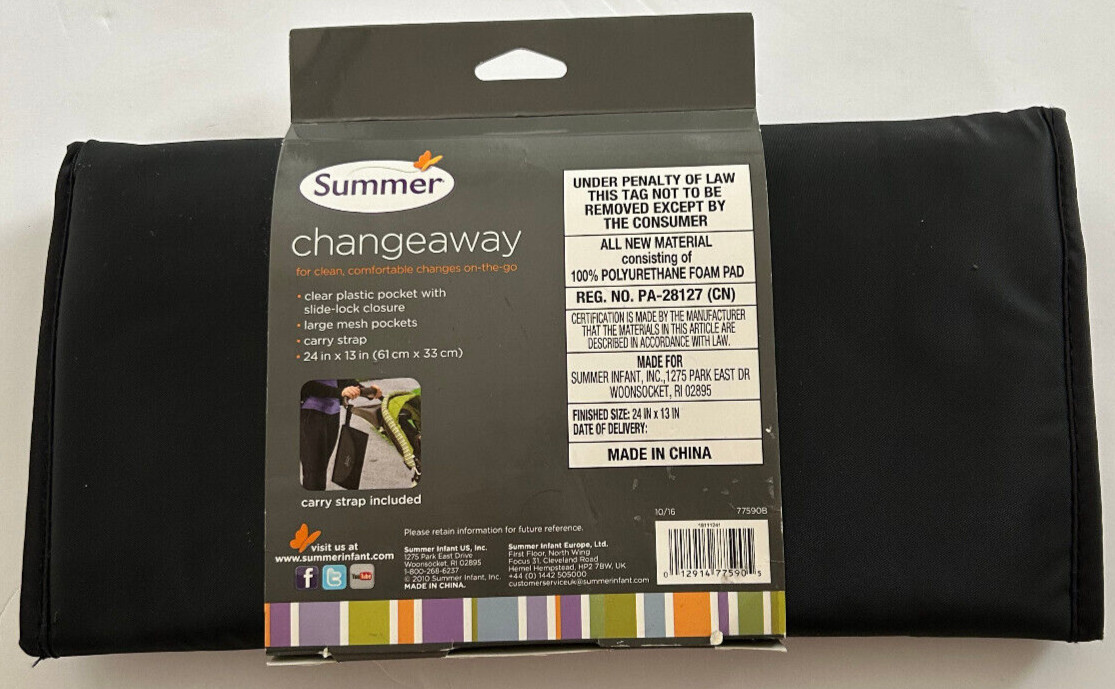 Summer
changeaway
for clean, comfortable changes on-the-go
• clear plastic pocket with
slide-lock closure
• large mesh pockets
• carry strap
• 24 in x 13 in (61 cm x 33 cm)
carry strap included
UNDER PENALTY OF LAW
THIS TAG NOT TO BE
REMOVED EXCEPT BY
THE CONSUMER
ALL NEW MATERIAL
consisting of
100% POLYURETHANE FOAM PAD
REG. NO. PA-28127 (CN)
CERTIFICATION IS MADE BY THE MANUFACTURER
THAT THE MATERIALS IN THIS ARTICLE ARE
DESCRIBED IN ACCORDANCE WITH LAW.
MADE FOR
SUMMER INFANT, INC.,1275 PARK EAST DR
WOONSOCKET, RI 02895
FINISHED SIZE: 24 IN x 13 IN
DATE OF DELIVERY:
MADE IN CHINA
10/16 77590B
Please retain information for future reference.
visit us at
www.summerinfant.com
f t YouTube
Summer Infant US, Inc.
1275 Park East Drive
Woonsocket, RI 02895
1-800-268-6237
© 2010 Summer Infant, Inc.
MADE IN CHINA.
Summer Infant Europe, Ltd.
First Floor, North Wing
Focus 31, Cleveland Road
Hemel Hempstead, HP2 7BW, UK
+44 (0) 1442 505000
customerserviceuk@summerinfant.com
0 12914 77590 5